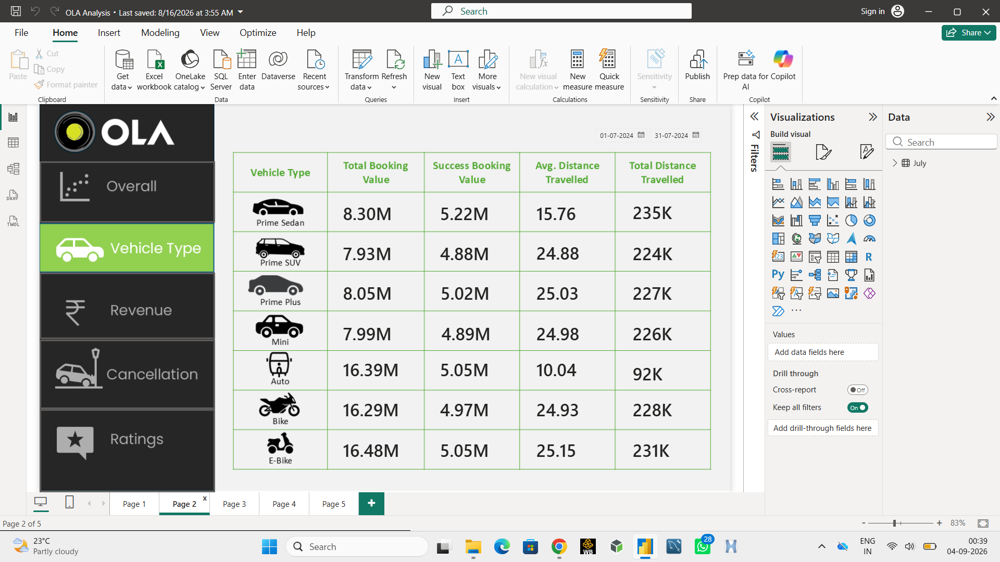 OLA Analysis • Last saved: 8/16/2026 at 3:55 AM
Search
Sign in
File
Home
Insert
Modeling
View
Optimize
Help
Share
Paste
Cut
Copy
Format painter
Clipboard
Get data
Excel workbook
OneLake catalog
SQL Server
Enter data
Dataverse
Recent sources
Data
Transform data
Refresh
Queries
New visual
Text box
More visuals
Insert
New visual calculation
New measure
Quick measure
Calculations
Sensitivity
Sensitivity
Publish
Share
Prep data for AI
Copilot
Copilot
DAX
TMDL
OLA
Overall
Vehicle Type
Revenue
Cancellation
Ratings
01-07-2024
31-07-2024
Vehicle Type
Total Booking Value
Success Booking Value
Avg. Distance Travelled
Total Distance Travelled
Prime Sedan
8.30M
5.22M
15.76
235K
Prime SUV
7.93M
4.88M
24.88
224K
Prime Plus
8.05M
5.02M
25.03
227K
Mini
7.99M
4.89M
24.98
226K
Auto
16.39M
5.05M
10.04
92K
Bike
16.29M
4.97M
24.93
228K
E-Bike
16.48M
5.05M
25.15
231K
Filters
Visualizations
Build visual
123
R
Py
Values
Add data fields here
Drill through
Cross-report
Off
Keep all filters
On
Add drill-through fields here
Data
Search
July
Page 1
Page 2
x
Page 3
Page 4
Page 5
+
Page 2 of 5
- + 83%
23°C
Partly cloudy
Search
WB
28
ENG
IN
00:39
04-09-2026